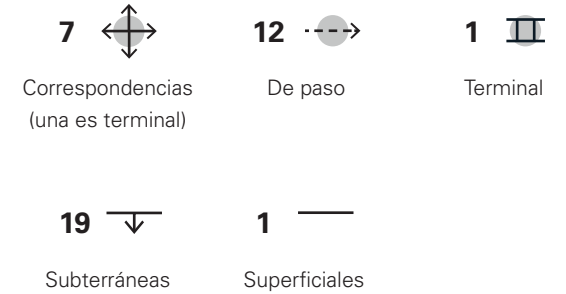 7
12
1
Correspondencias
(una es terminal)
De paso
Terminal
19
1
Subterráneas
Superficiales